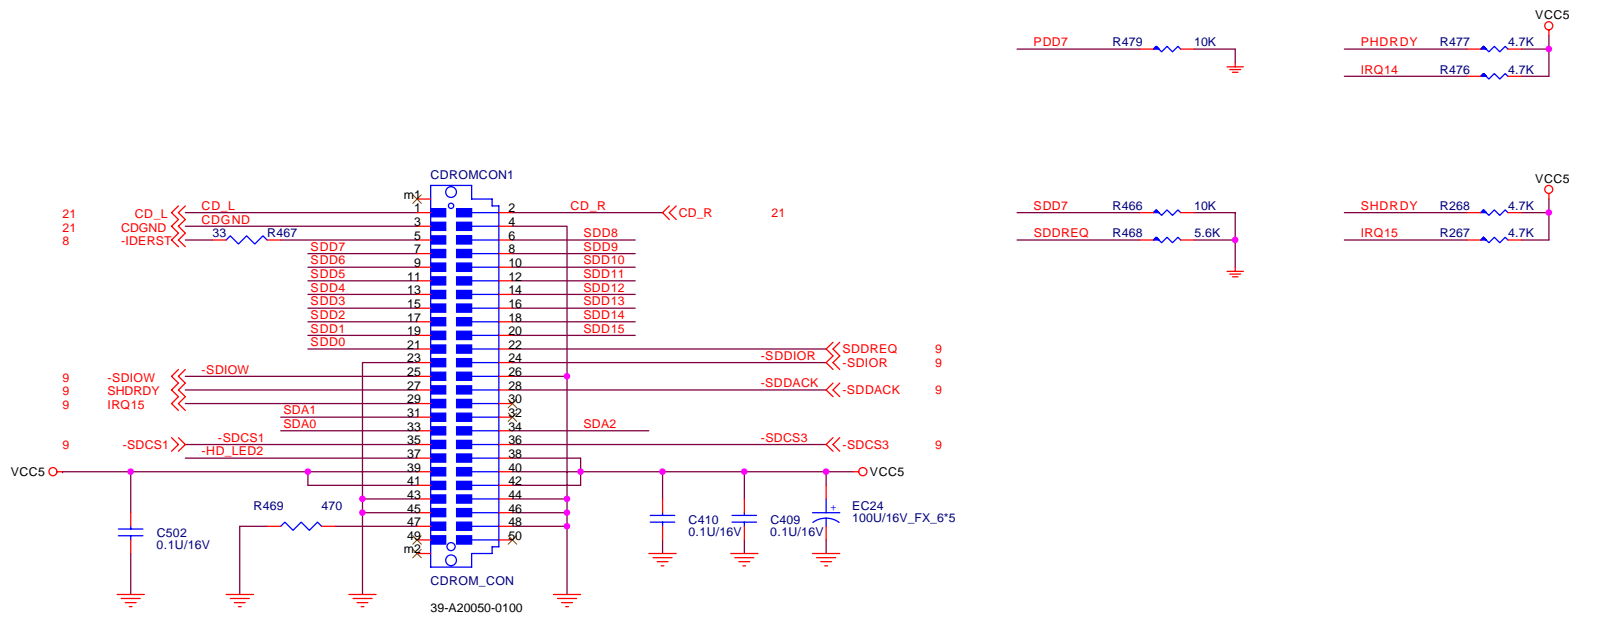 VCC5
PDD7 R479 10K PHDRDY R477 4.7K
IRQ14 R476 4.7K
CDROMCON1
VCC5
m1
21 CD_L CD_L 1 2 CD_R CD_R 21 SDD7 R466 10K SHDRDY R268 4.7K
21 CDGND CDGND 3 4
8 -IDERST 33 R467 5 6 SDD8 SDDREQ R468 5.6K IRQ15 R267 4.7K
SDD7 7 8 SDD9
SDD6 9 10 SDD10
SDD5 11 12 SDD11
SDD4 13 14 SDD12
SDD3 15 16 SDD13
SDD2 17 18 SDD14
SDD1 19 20 SDD15
SDD0 21 22 SDDREQ 9
23 24 -SDDIOR -SDIOR 9
9 -SDIOW -SDIOW 25 26
9 SHDRDY 27 28 -SDDACK -SDDACK 9
9 IRQ15 29 30
SDA1 31 32
SDA0 33 34 SDA2
9 -SDCS1 -SDCS1 35 36 -SDCS3 -SDCS3 9
-HD_LED2 37 38
VCC5 39 40 VCC5
41 42
43 44
R469 470 45 46 EC24
47 48 C410 C409 + 100U/16V_FX_6*5
C502 49 50 0.1U/16V 0.1U/16V
0.1U/16V m2
CDROM_CON
39-A20050-0100